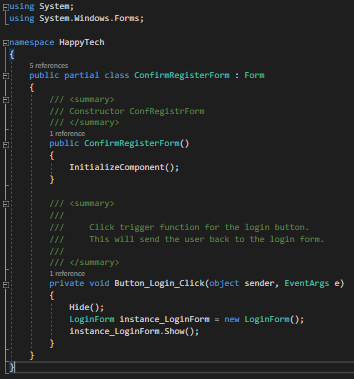 using System;
using System.Windows.Forms;
namespace HappyTech
{
5 references
public partial class ConfirmRegisterForm : Form
{
/// <summary>
/// Constructor ConfRegistrForm
/// </summary>
1 reference
public ConfirmRegisterForm()
{
InitializeComponent();
}
/// <summary>
///
/// Click trigger function for the login button.
/// This will send the user back to the login form.
///
/// </summary>
1 reference
private void Button_Login_Click(object sender, EventArgs e)
{
Hide();
LoginForm instance_LoginForm = new LoginForm();
instance_LoginForm.Show();
}
}
}